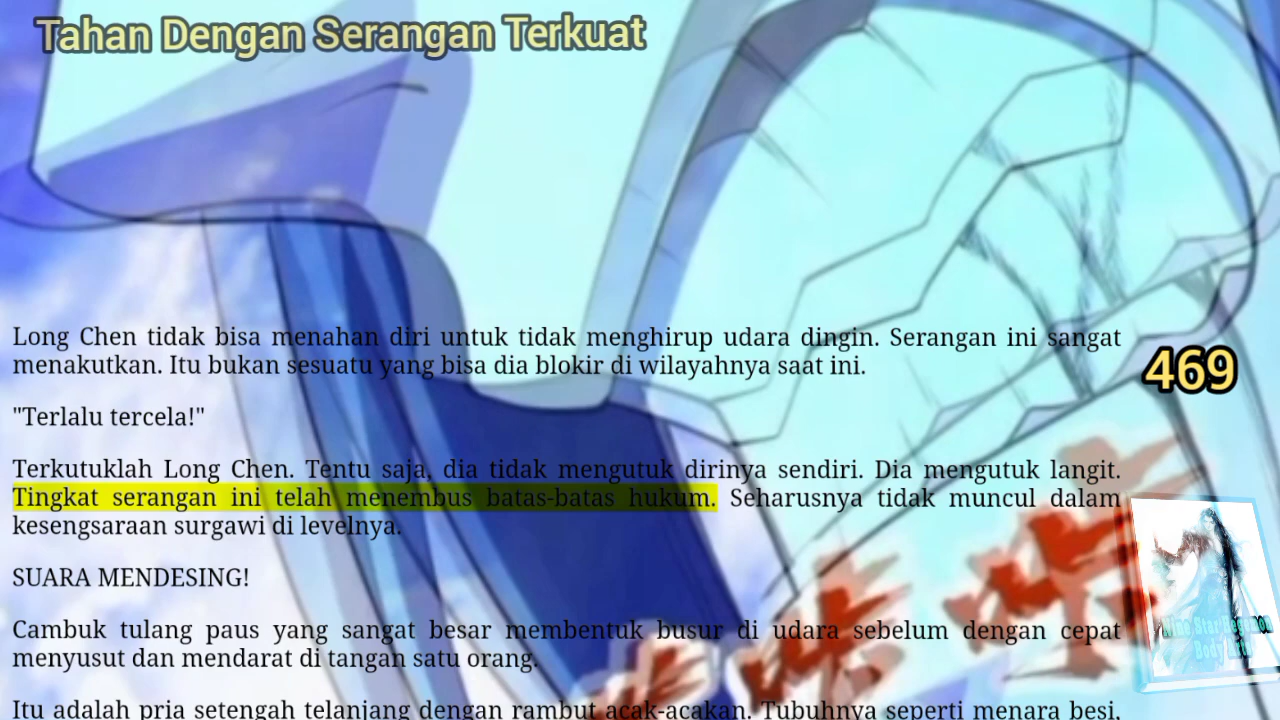 Tahan Dengan Serangan Terkuat
Long Chen tidak bisa menahan diri untuk tidak menghirup udara dingin. Serangan ini sangat
menakutkan. Itu bukan sesuatu yang bisa dia blokir di wilayahnya saat ini.
469
"Terlalu tercela!"
Terkutuklah Long Chen. Tentu saja, dia tidak mengutuk dirinya sendiri. Dia mengutuk langit.
Tingkat serangan ini telah menembus batas-batas hukum. Seharusnya tidak muncul dalam
kesengsaraan surgawi di levelnya.
SUARA MENDESING!
Cambuk tulang paus yang sangat besar membentuk busur di udara sebelum dengan cepat
menyusut dan mendarat di tangan satu orang.
Nine Star Hegemon
Body Arts
Itu adalah pria setengah telanjang dengan rambut acak-acakan. Tubuhnya seperti menara besi,